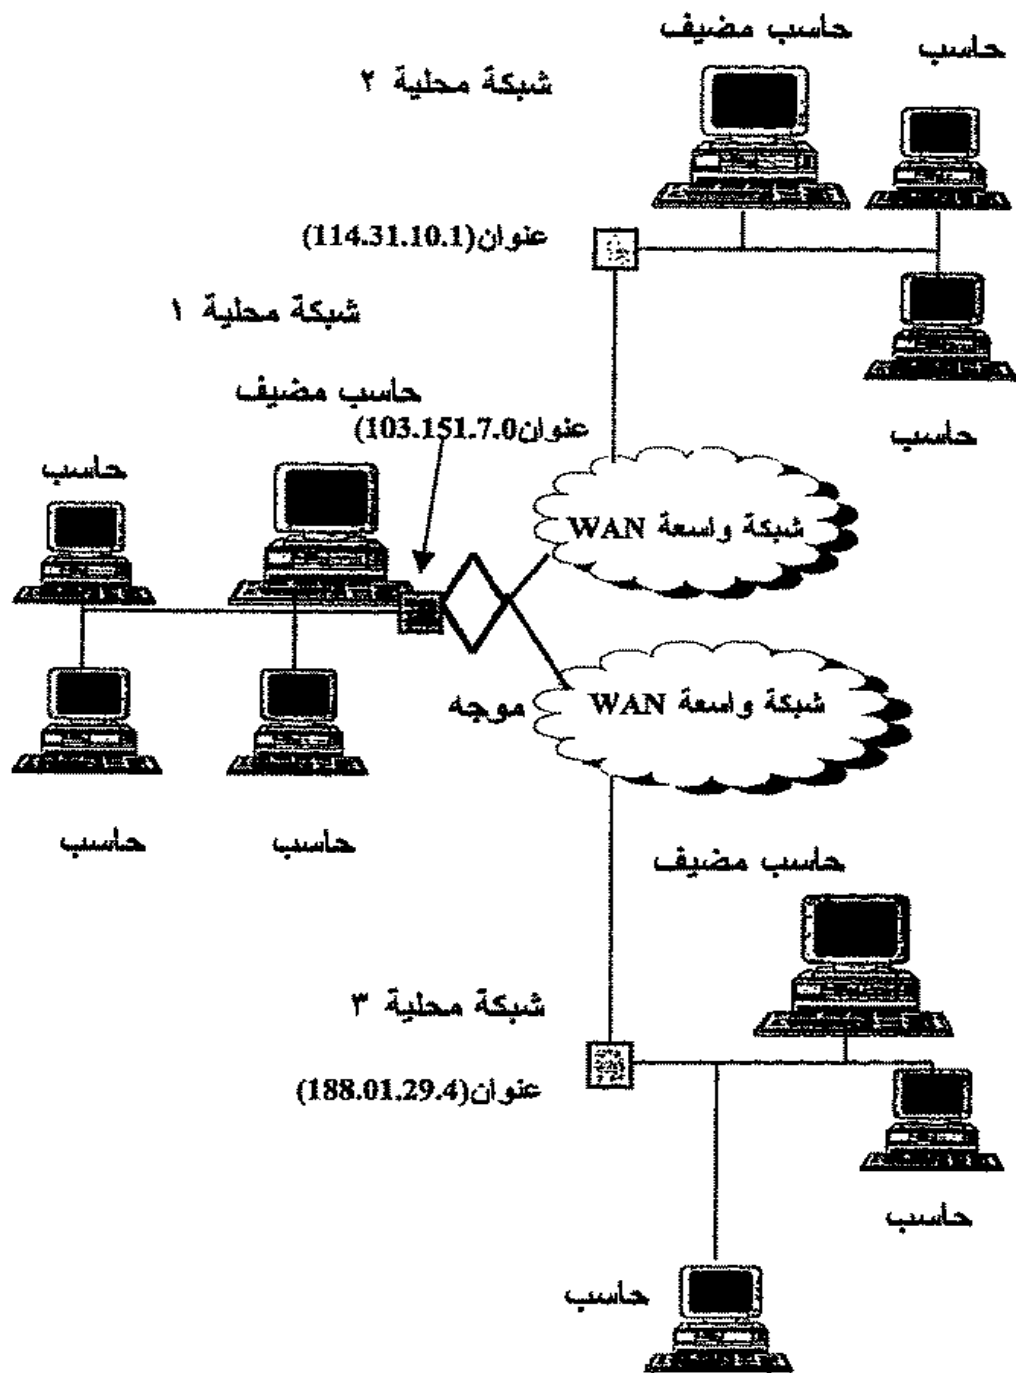 حاسب مضيف
حاسب
شبكة محلية ٢
عنوان(114.31.10.1)
شبكة محلية ١
حاسب مضيف
عنوان103.151.7.0)
حاسب
حاسب
شبكة واسعة WAN
شبكة واسعة WAN
موجه
حاسب
حاسب
حاسب مضيف
شبكة محلية ٣
عنوان(188.01.29.4)
حاسب
حاسب